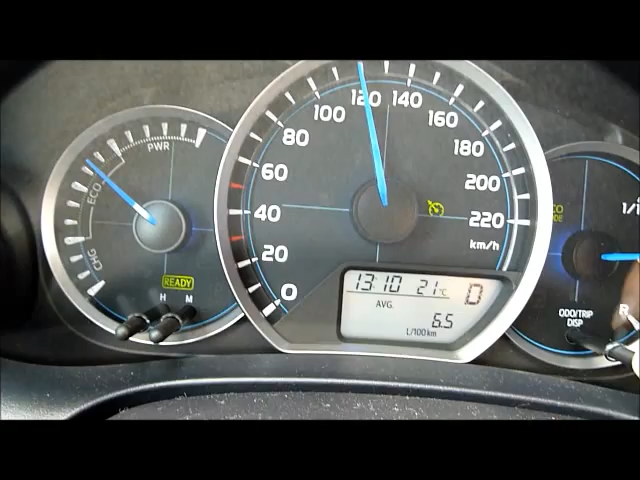 PWR
ECO
CHG
READY
H M
0
20
40
60
80
100
120
140
160
180
200
220
km/h
13:10 21°C D
AVG.
6.5
L/100km
1/
ODO/TRIP
DISP
R